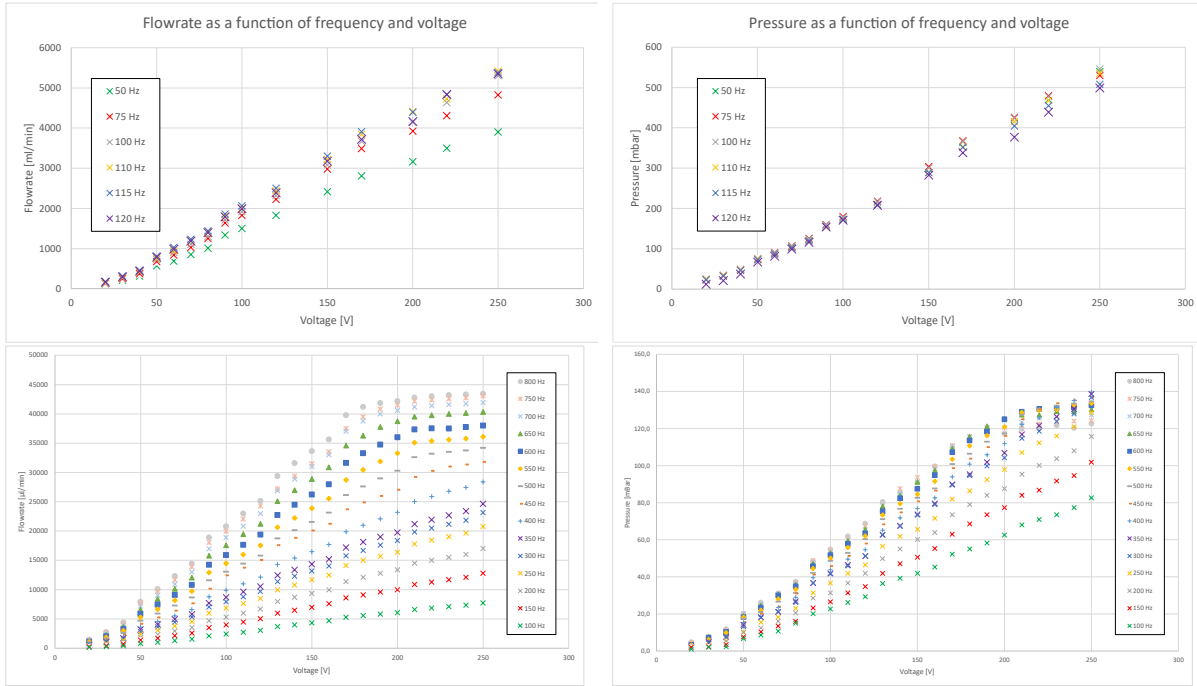 Flowrate as a function of frequency and voltage
6000
5000
4000
3000
2000
1000
0
Flowrate [ml/min]
50 Hz
75 Hz
100 Hz
110 Hz
115 Hz
120 Hz
0 50 100 150 200 250 300
Voltage [V]
Pressure as a function of frequency and voltage
600
500
400
300
200
100
0
Pressure [mbar]
50 Hz
75 Hz
100 Hz
110 Hz
115 Hz
120 Hz
0 50 100 150 200 250 300
Voltage [V]
50000
45000
40000
35000
30000
25000
20000
15000
10000
5000
0
Flowrate [µl/min]
800 Hz
750 Hz
700 Hz
650 Hz
600 Hz
550 Hz
500 Hz
450 Hz
400 Hz
350 Hz
300 Hz
250 Hz
200 Hz
150 Hz
100 Hz
0 50 100 150 200 250 300
Voltage [V]
160,0
140,0
120,0
100,0
80,0
60,0
40,0
20,0
0,0
Pressure [mBar]
800 Hz
750 Hz
700 Hz
650 Hz
600 Hz
550 Hz
500 Hz
450 Hz
400 Hz
350 Hz
300 Hz
250 Hz
200 Hz
150 Hz
100 Hz
0 50 100 150 200 250 300
Voltage [V]